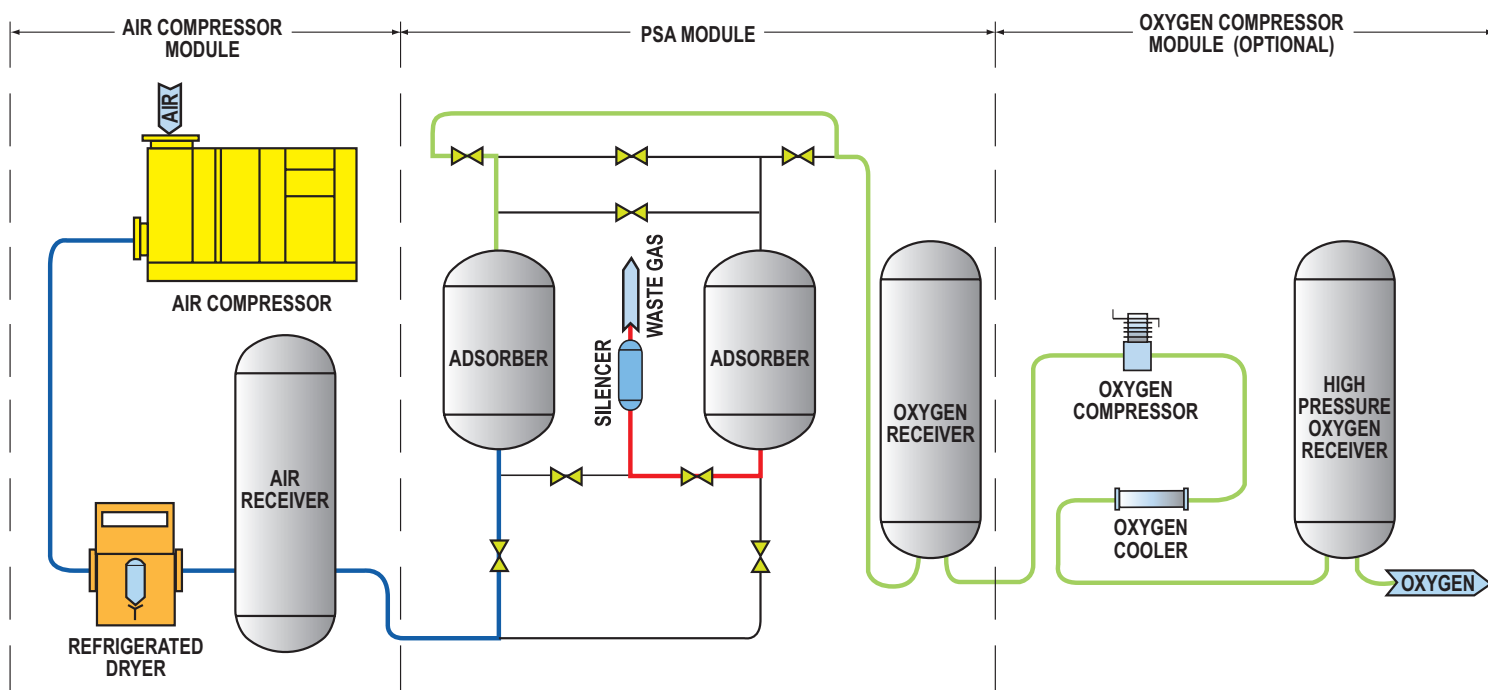 AIR COMPRESSOR
MODULE
PSA MODULE
OXYGEN COMPRESSOR
MODULE (OPTIONAL)
AIR
AIR COMPRESSOR
AIR
RECEIVER
REFRIGERATED
DRYER
ADSORBER
SILENCER
WASTE GAS
ADSORBER
OXYGEN
RECEIVER
OXYGEN
COMPRESSOR
OXYGEN
COOLER
HIGH
PRESSURE
OXYGEN
RECEIVER
OXYGEN